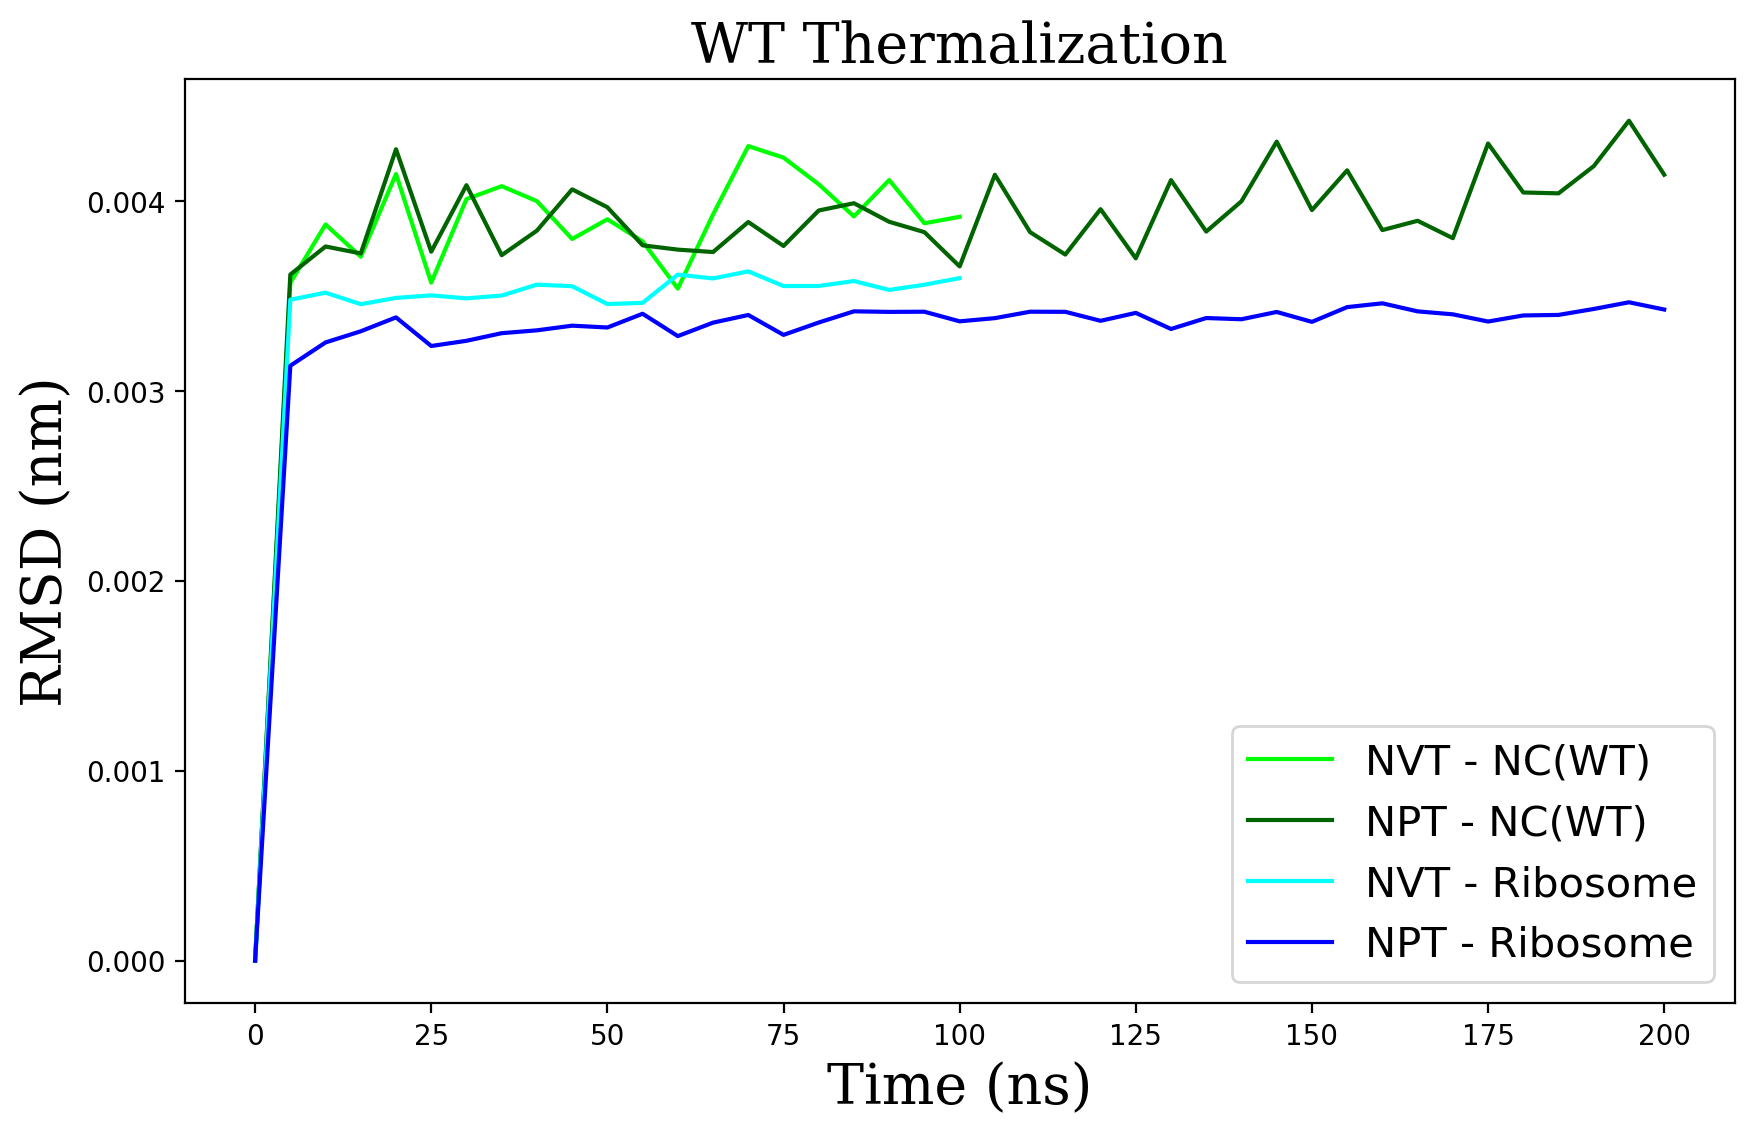 WT Thermalization
RMSD (nm)
0.004
0.003
0.002
0.001
0.000
NVT - NC(WT)
NPT - NC(WT)
NVT - Ribosome
NPT - Ribosome
0 25 50 75 100 125 150 175 200
Time (ns)